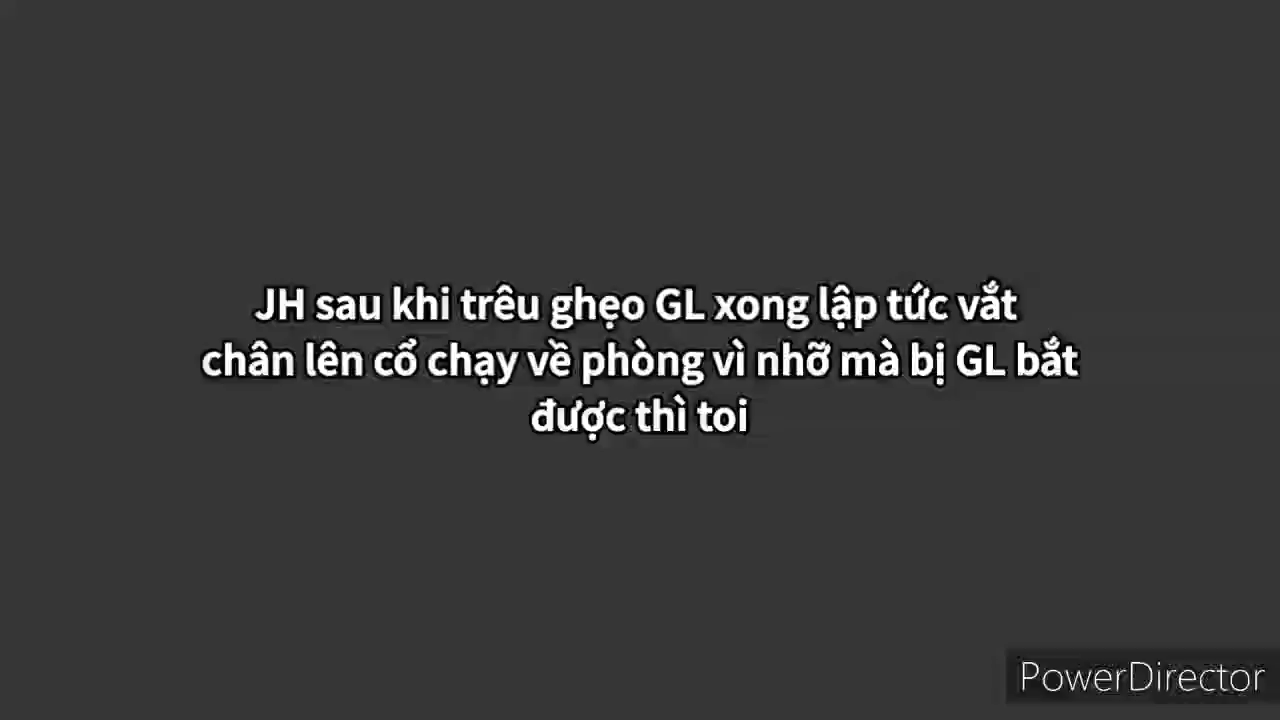 JH sau khi trêu ghẹo GL xong lập tức vắt
chân lên cổ chạy về phòng vì nhỡ mà bị GL bắt
được thì toi
PowerDirector